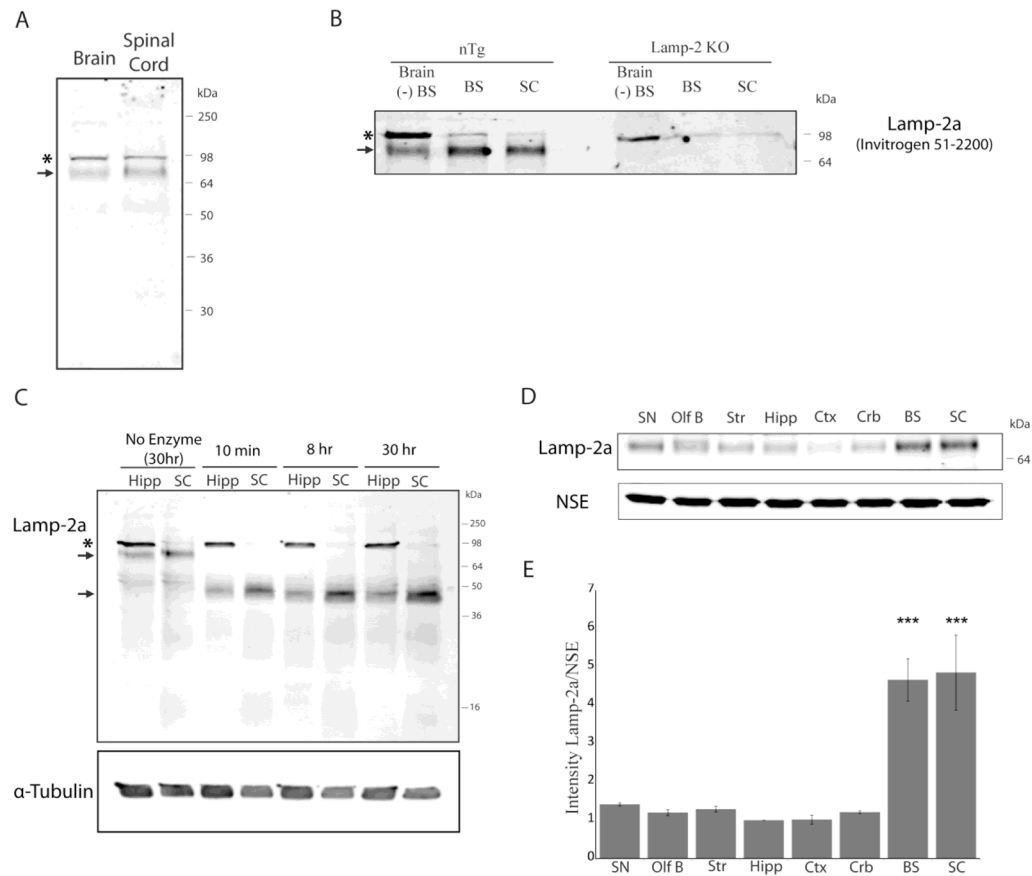 A
Brain
Spinal
Cord
kDa
250
98
64
50
36
30
*
B
nTg
Lamp-2 KO
Brain
(-) BS
BS
SC
Brain
(-) BS
BS
SC
kDa
98
64
*
Lamp-2a
(Invitrogen 51-2200)
C
No Enzyme
(30hr)
10 min
8 hr
30 hr
Hipp SC Hipp SC Hipp SC Hipp SC
kDa
Lamp-2a
*
250
98
64
50
36
16
α-Tubulin
D
SN Olf B Str Hipp Ctx Crb BS SC
kDa
Lamp-2a
64
NSE
E
Intensity Lamp-2a/NSE
7
6
5
4
3
2
1
0
*** ***
SN Olf B Str Hipp Ctx Crb BS SC